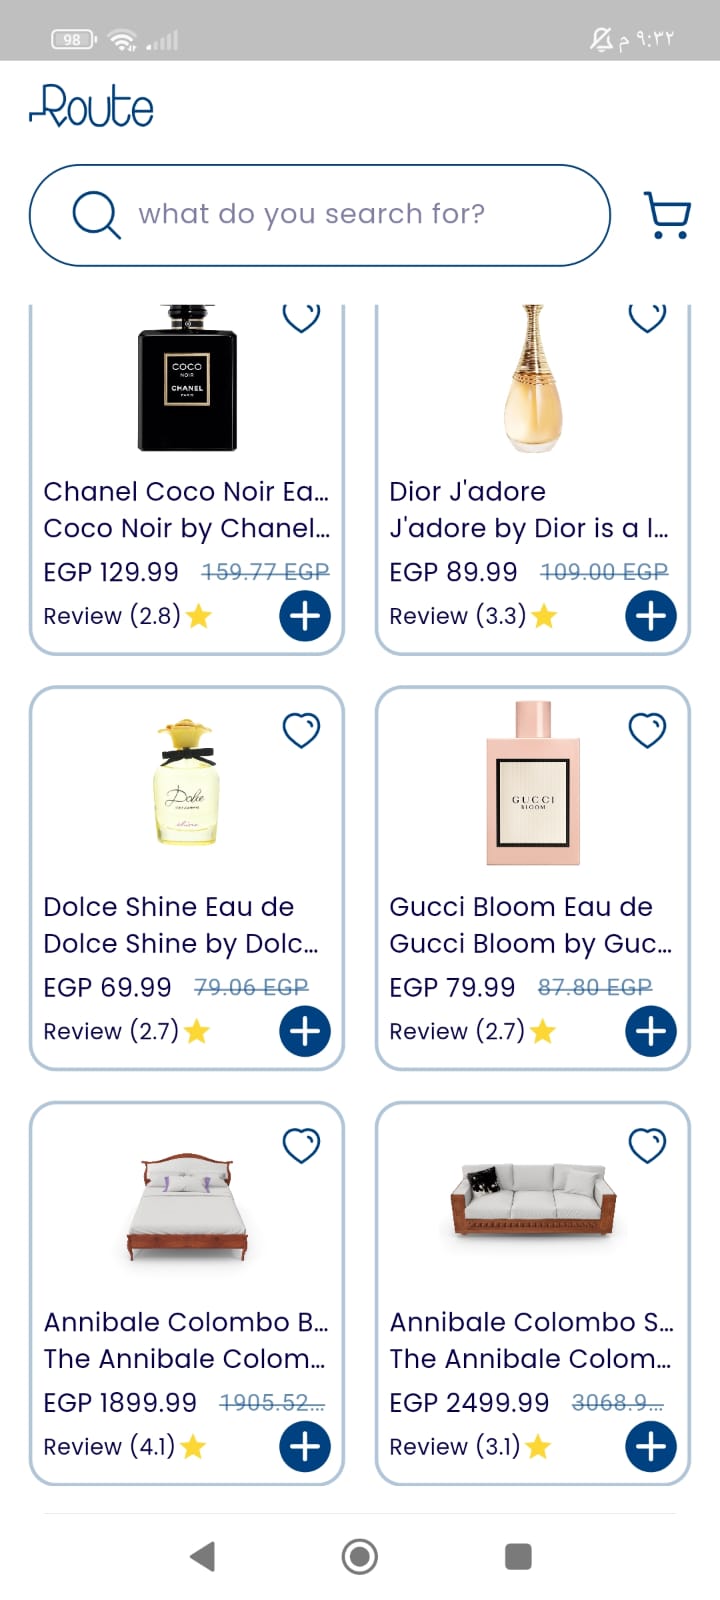 98
م ٩:٣٢
Route
what do you search for?
COCO
NOIR
CHANEL
PARIS
Chanel Coco Noir Ea...
Coco Noir by Chanel...
EGP 129.99 159.77 EGP
Review (2.8)
Dior J'adore
J'adore by Dior is a l...
EGP 89.99 109.00 EGP
Review (3.3)
Dolce
shine
Dolce Shine Eau de
Dolce Shine by Dolc...
EGP 69.99 79.06 EGP
Review (2.7)
GUCCI
BLOOM
Gucci Bloom Eau de
Gucci Bloom by Guc...
EGP 79.99 87.80 EGP
Review (2.7)
Annibale Colombo B...
The Annibale Colom...
EGP 1899.99 1905.52...
Review (4.1)
Annibale Colombo S...
The Annibale Colom...
EGP 2499.99 3068.9...
Review (3.1)